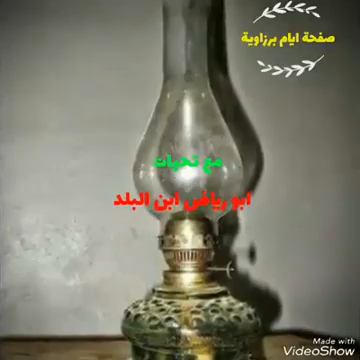 صفحة ايام برزاوية
مع تحيات
ابو رياض ابن البلد
Made with
VideoShow